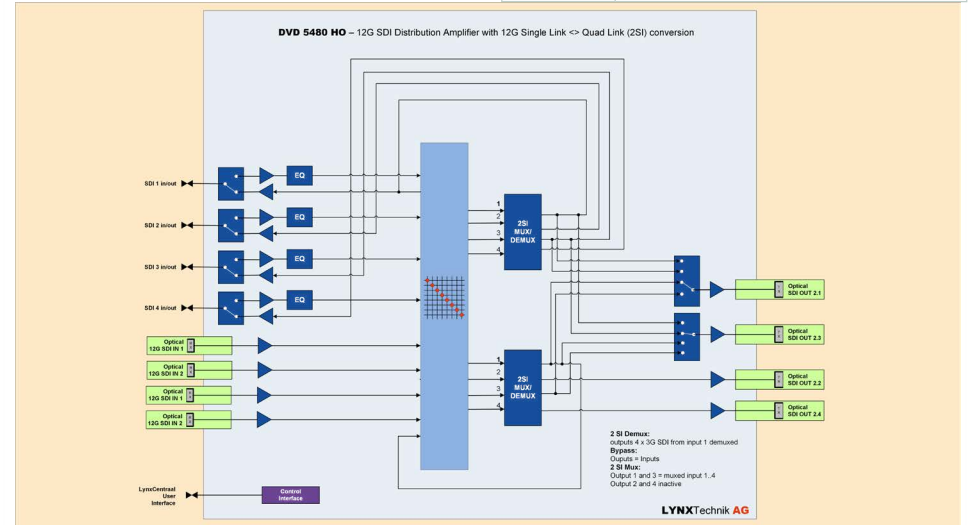 DVD 5480 HO – 12G SDI Distribution Amplifier with 12G Single Link <> Quad Link (2SI) conversion
SDI 1 in/out
EQ
SDI 2 in/out
EQ
SDI 3 in/out
EQ
SDI 4 in/out
EQ
1
2
3
4
2SI
MUX/
DEMUX
Optical
SDI OUT 2.1
Optical
SDI OUT 2.3
Optical
12G SDI IN 1
Optical
12G SDI IN 2
Optical
12G SDI IN 1
Optical
12G SDI IN 2
1
2
3
4
2SI
MUX/
DEMUX
Optical
SDI OUT 2.2
Optical
SDI OUT 2.4
2 SI Demux:
outputs 4 x 3G SDI from input 1 demuxed
Bypass:
Ouputs = Inputs
2 SI Mux:
Output 1 and 3 = muxed input 1..4
Output 2 and 4 inactive
LynxCentraal
User
Interface
Control
Interface
LYNXTechnik AG